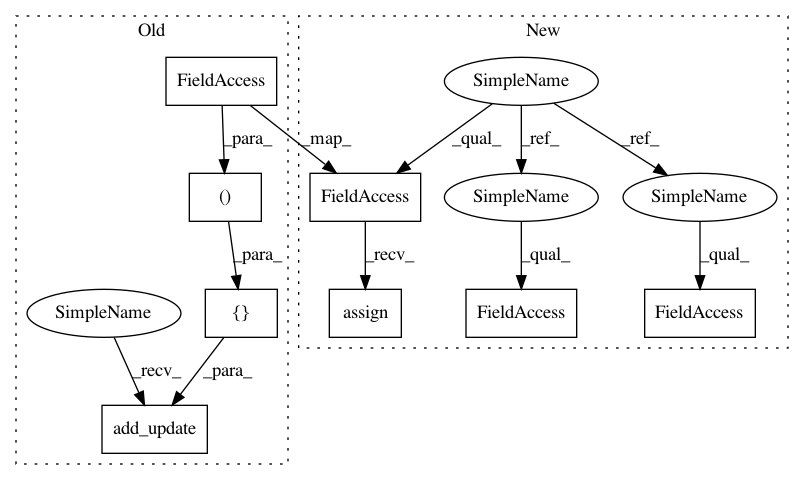 Old
New
FieldAccess
SimpleName
_para_
_map_
_qual_
_ref_
_ref_
()
FieldAccess
SimpleName
SimpleName
_para_
_recv_
_qual_
_qual_
SimpleName
{}
assign
FieldAccess
FieldAccess
_recv_
_para_
add_update